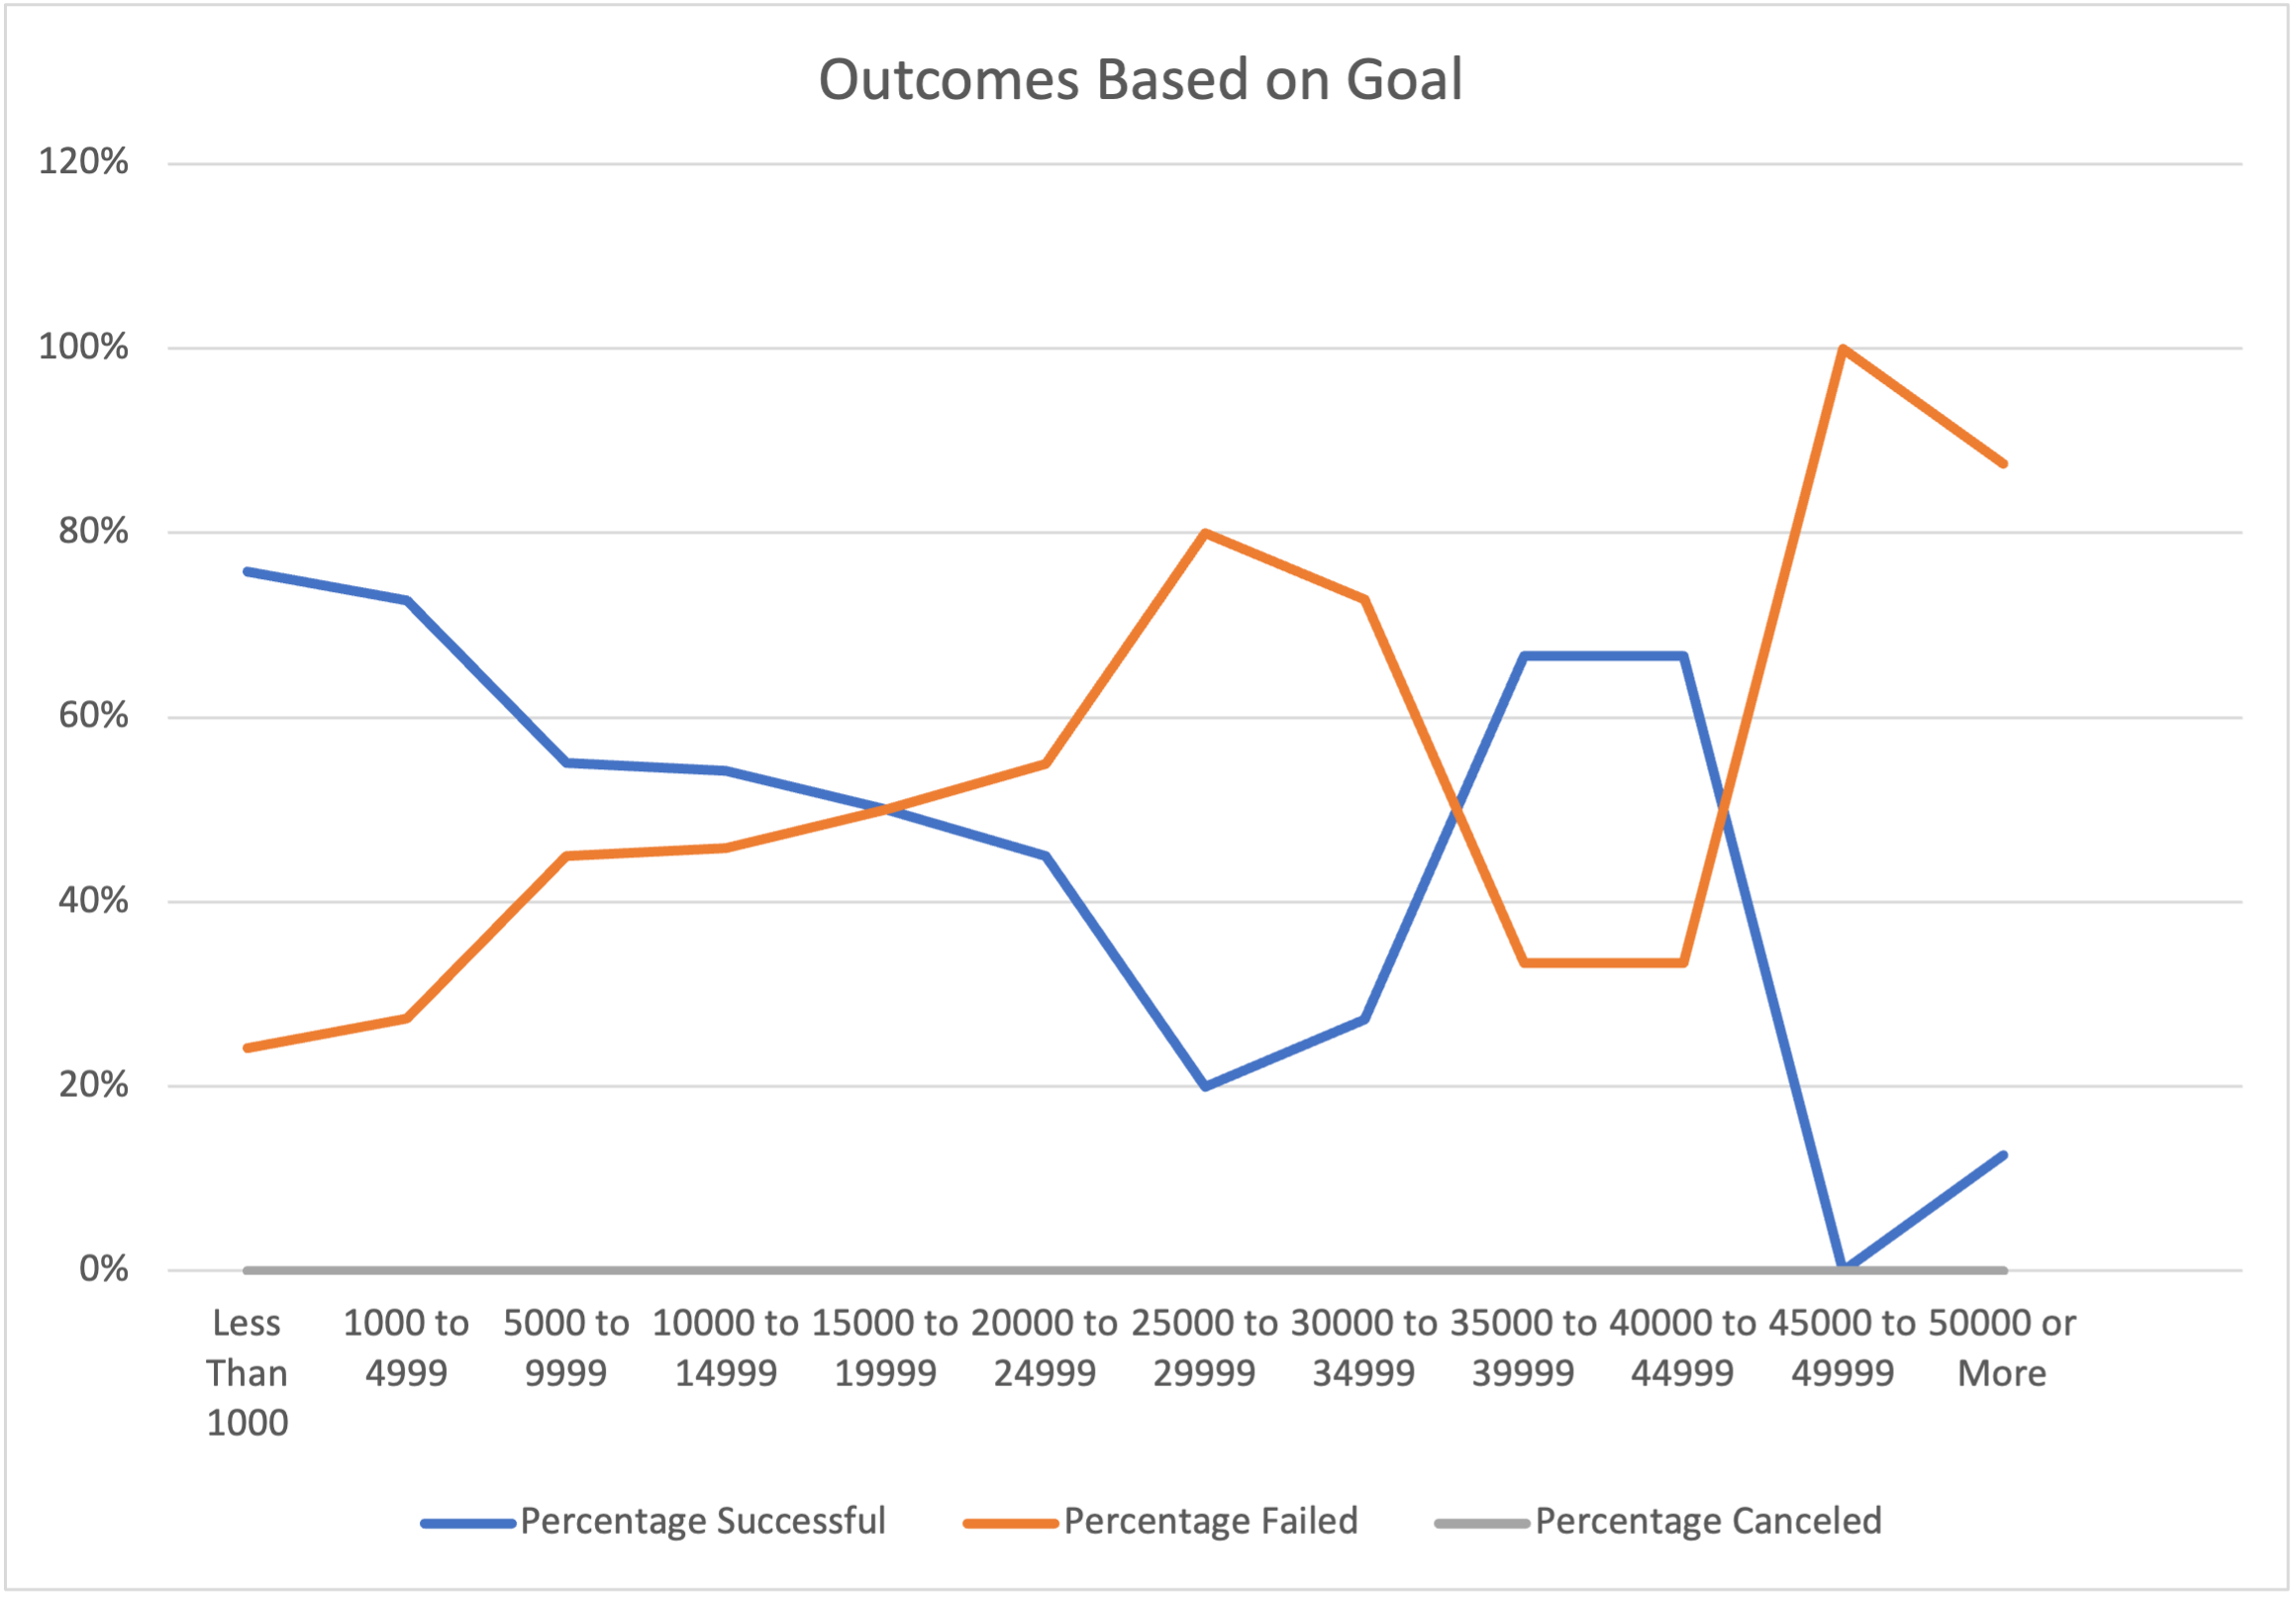 Outcomes Based on Goal
120%
100%
80%
60%
40%
20%
0%
Less Than 1000
1000 to 4999
5000 to 9999
10000 to 14999
15000 to 19999
20000 to 24999
25000 to 29999
30000 to 34999
35000 to 39999
40000 to 44999
45000 to 49999
50000 or More
Percentage Successful
Percentage Failed
Percentage Canceled